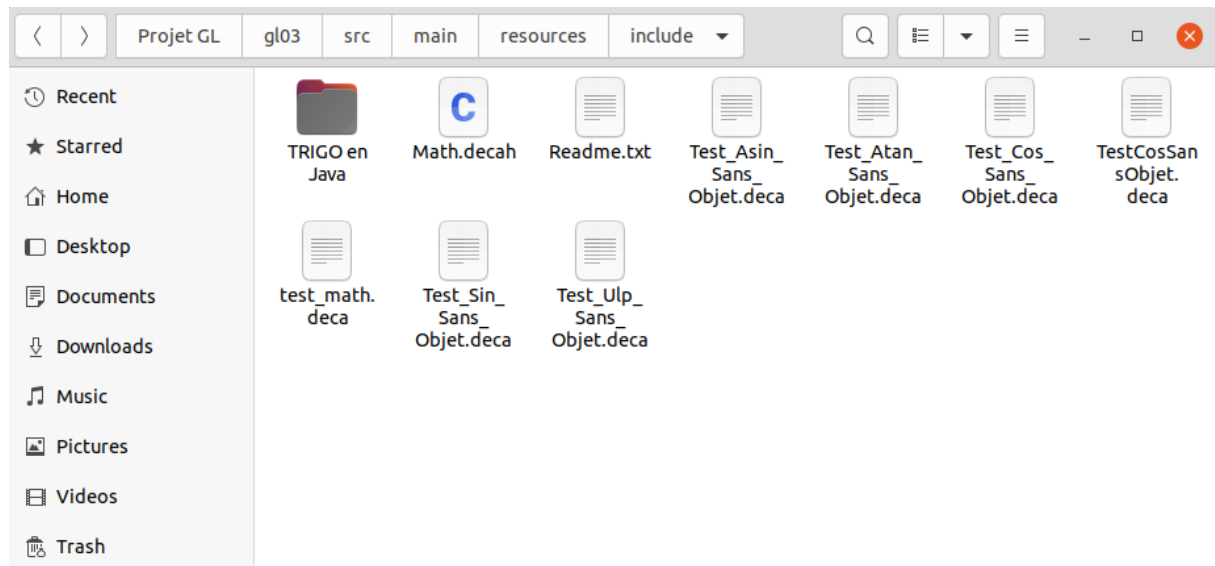 Projet GL gl03 src main resources include
Recent
Starred
Home
Desktop
Documents
Downloads
Music
Pictures
Videos
Trash
TRIGO en
Java
C
Math.decah
Readme.txt
Test_Asin_
Sans_
Objet.deca
Test_Atan_
Sans_
Objet.deca
Test_Cos_
Sans_
Objet.deca
TestCosSan
sObjet.
deca
test_math.
deca
Test_Sin_
Sans_
Objet.deca
Test_Ulp_
Sans_
Objet.deca